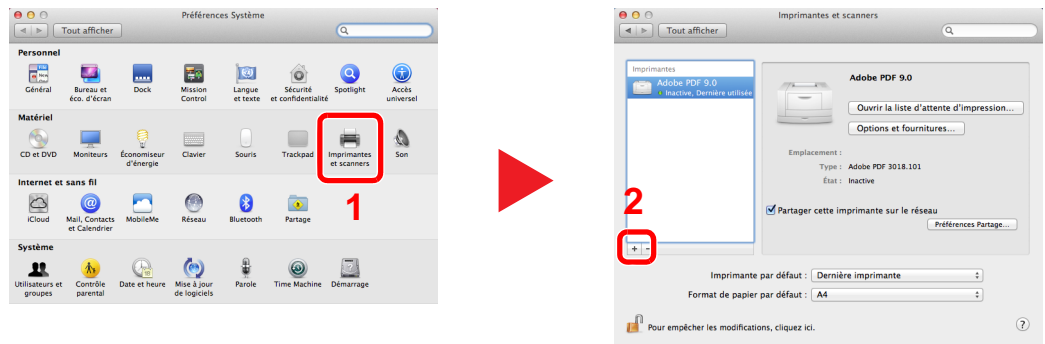 Préférences Système
Tout afficher
Personnel
Général
Bureau et
éco. d'écran
Dock
Mission
Control
Langue
et texte
Sécurité
et confidentialité
Spotlight
Accès
universel
Matériel
CD et DVD
Moniteurs
Économiseur
d'énergie
Clavier
Souris
Trackpad
Imprimantes
et scanners
Son
1
Internet et sans fil
iCloud
Mail, Contacts
et Calendrier
MobileMe
Réseau
Bluetooth
Partage
Système
Utilisateurs et
groupes
Contrôle
parental
Date et heure
Mise à jour
de logiciels
Parole
Time Machine
Démarrage
Imprimantes et scanners
Tout afficher
Imprimantes
Adobe PDF 9.0
Inactive, Dernière utilisée
2
+ −
Adobe PDF 9.0
Ouvrir la liste d'attente d'impression...
Options et fournitures...
Emplacement :
Type : Adobe PDF 3018.101
État : Inactive
Partager cette imprimante sur le réseau
Préférences Partage...
Imprimante par défaut : Dernière imprimante
Format de papier par défaut : A4
Pour empêcher les modifications, cliquez ici.
?